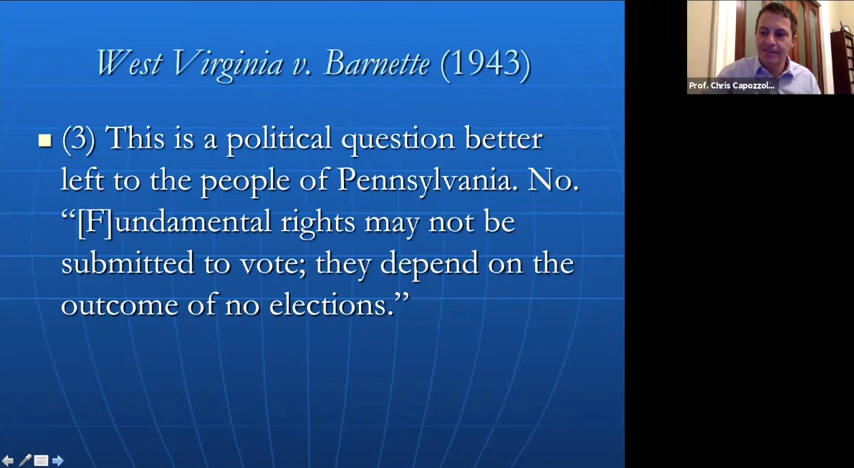 West Virginia v. Barnette (1943)
(3) This is a political question better
left to the people of Pennsylvania. No.
“[F]undamental rights may not be
submitted to vote; they depend on the
outcome of no elections.”
Prof. Chris Capozzol...